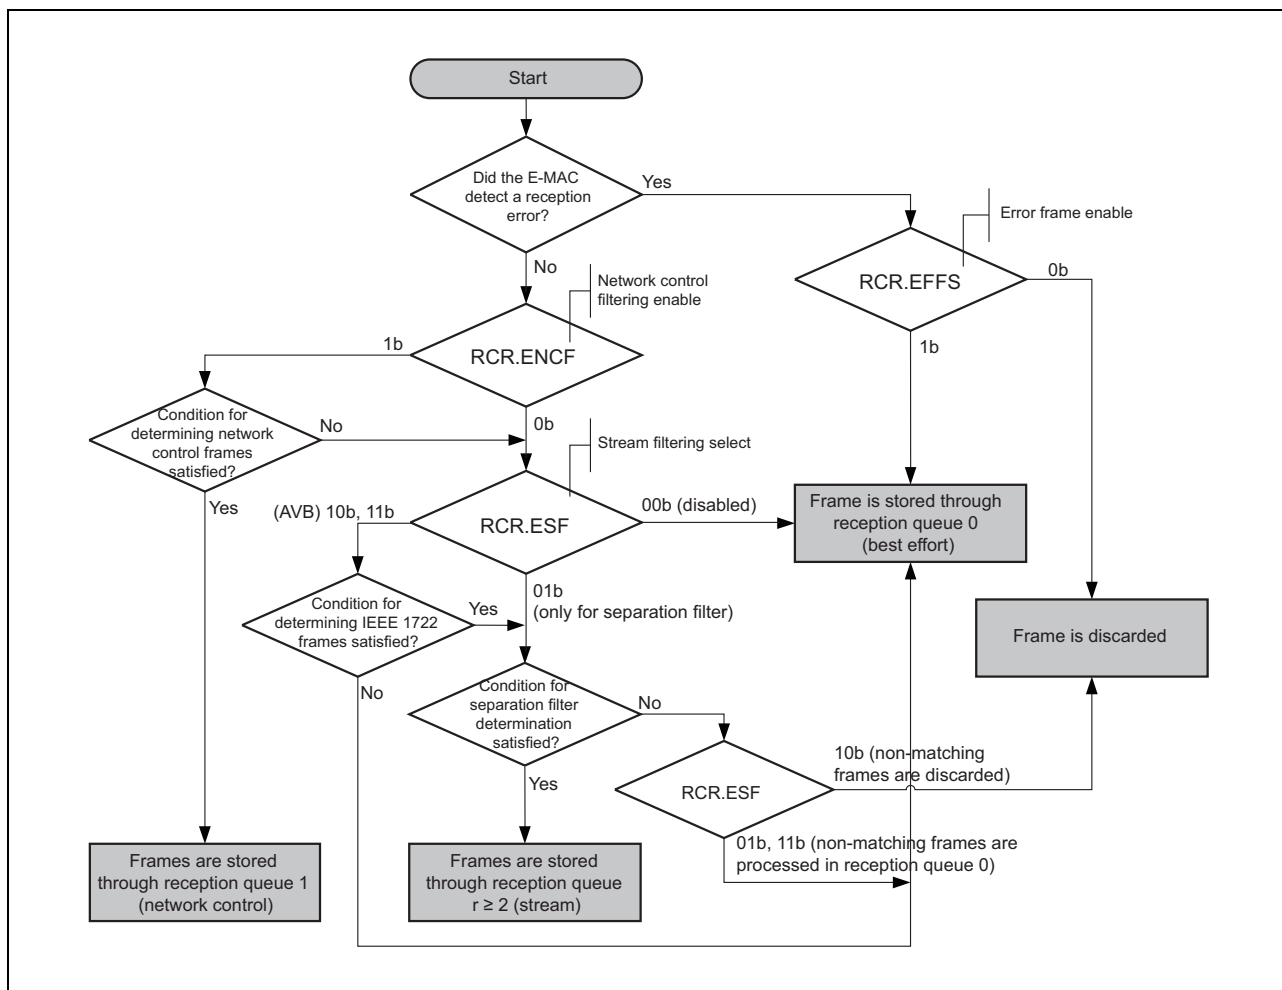 Start
Did the E-MAC
detect a reception
error?
Yes
No
Error frame enable
RCR.EFFS
0b
1b
Network control
filtering enable
RCR.ENCF
1b
0b
Condition for
determining network
control frames
satisfied?
No
Yes
Stream filtering select
RCR.ESF
(AVB) 10b, 11b
00b (disabled)
Frame is stored through
reception queue 0
(best effort)
01b
(only for separation filter)
Condition for
determining IEEE 1722
frames satisfied?
Yes
No
Frame is discarded
Condition for
separation filter
determination
satisfied?
No
Yes
RCR.ESF
10b (non-matching
frames are discarded)
01b, 11b (non-matching frames are
processed in reception queue 0)
Frames are stored
through reception queue 1
(network control)
Frames are stored
through reception queue
r ≥ 2 (stream)